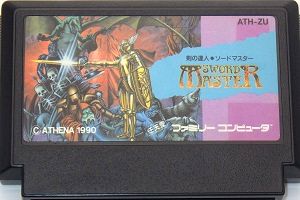 ATH-ZU
剣の達人●ソードマスター
SWORD
MASTER
© ATHENA 1990
ファミリー コンピュータ